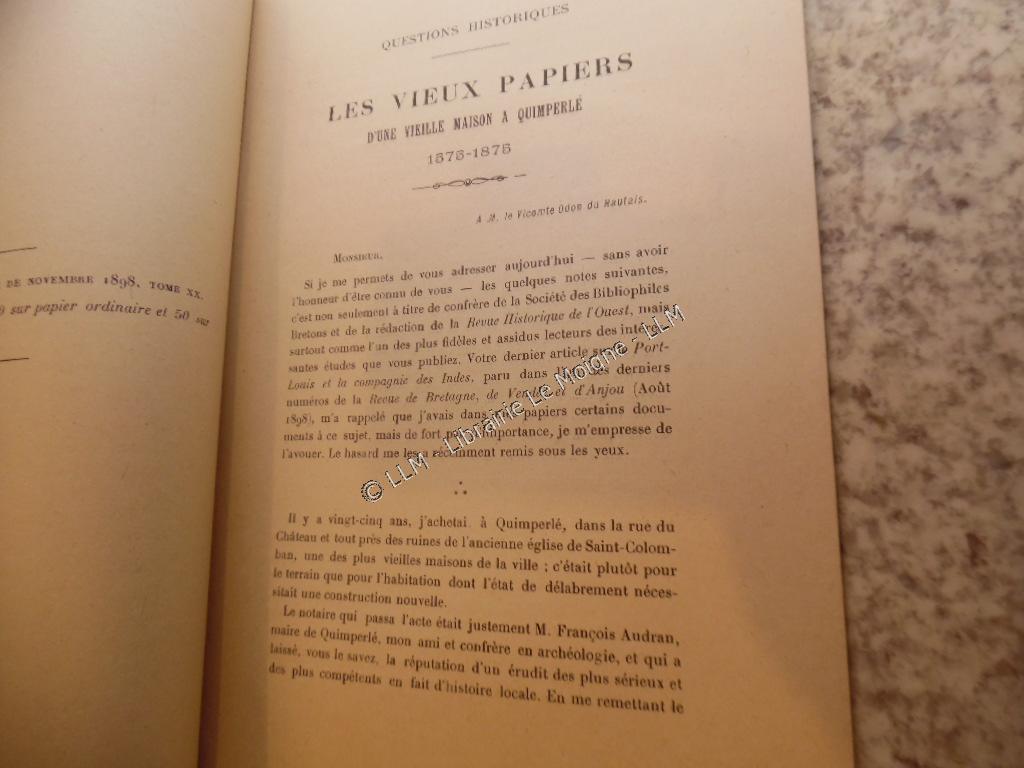 DE NOVEMBRE 1898, TOME XX.
sur papier ordinaire et 50 sur
QUESTIONS HISTORIQUES
LES VIEUX PAPIERS
D'UNE VIEILLE MAISON A QUIMPERLÉ
1575-1875
A M. le Vicomte Odon du Hautais.
MONSIEUR,
Si je me permets de vous adresser aujourd'hui — sans avoir
l'honneur d'être connu de vous — les quelques notes suivantes,
c'est non seulement à titre de confrère de la Société des Bibliophiles
Bretons et de la rédaction de la Revue Historique de l'Ouest, mais
surtout comme l'un des plus fidèles et assidus lecteurs des intéres-
santes études que vous publiez. Votre dernier article sur Port-
Louis et la compagnie des Indes, paru dans l'un des derniers
numéros de la Revue de Bretagne, de Vendée et d'Anjou (Août
1898), m'a rappelé que j'avais dans mes papiers certains docu-
ments à ce sujet, mais de fort peu d'importance, je m'empresse de
l'avouer. Le hasard me les a récemment remis sous les yeux.
Il y a vingt-cinq ans, j'achetai à Quimperlé, dans la rue du
Château et tout près des ruines de l'ancienne église de Saint-Colom-
ban, une des plus vieilles maisons de la ville ; c'était plutôt pour
le terrain que pour l'habitation dont l'état de délabrement néces-
sitait une construction nouvelle.
Le notaire qui passa l'acte était justement M. François Audran,
maire de Quimperlé, mon ami et confrère en archéologie, et qui a
laissé, vous le savez, la réputation d'un érudit des plus sérieux et
des plus compétents en fait d'histoire locale. En me remettant le
© LLM - Librairie Le Moione - LLM